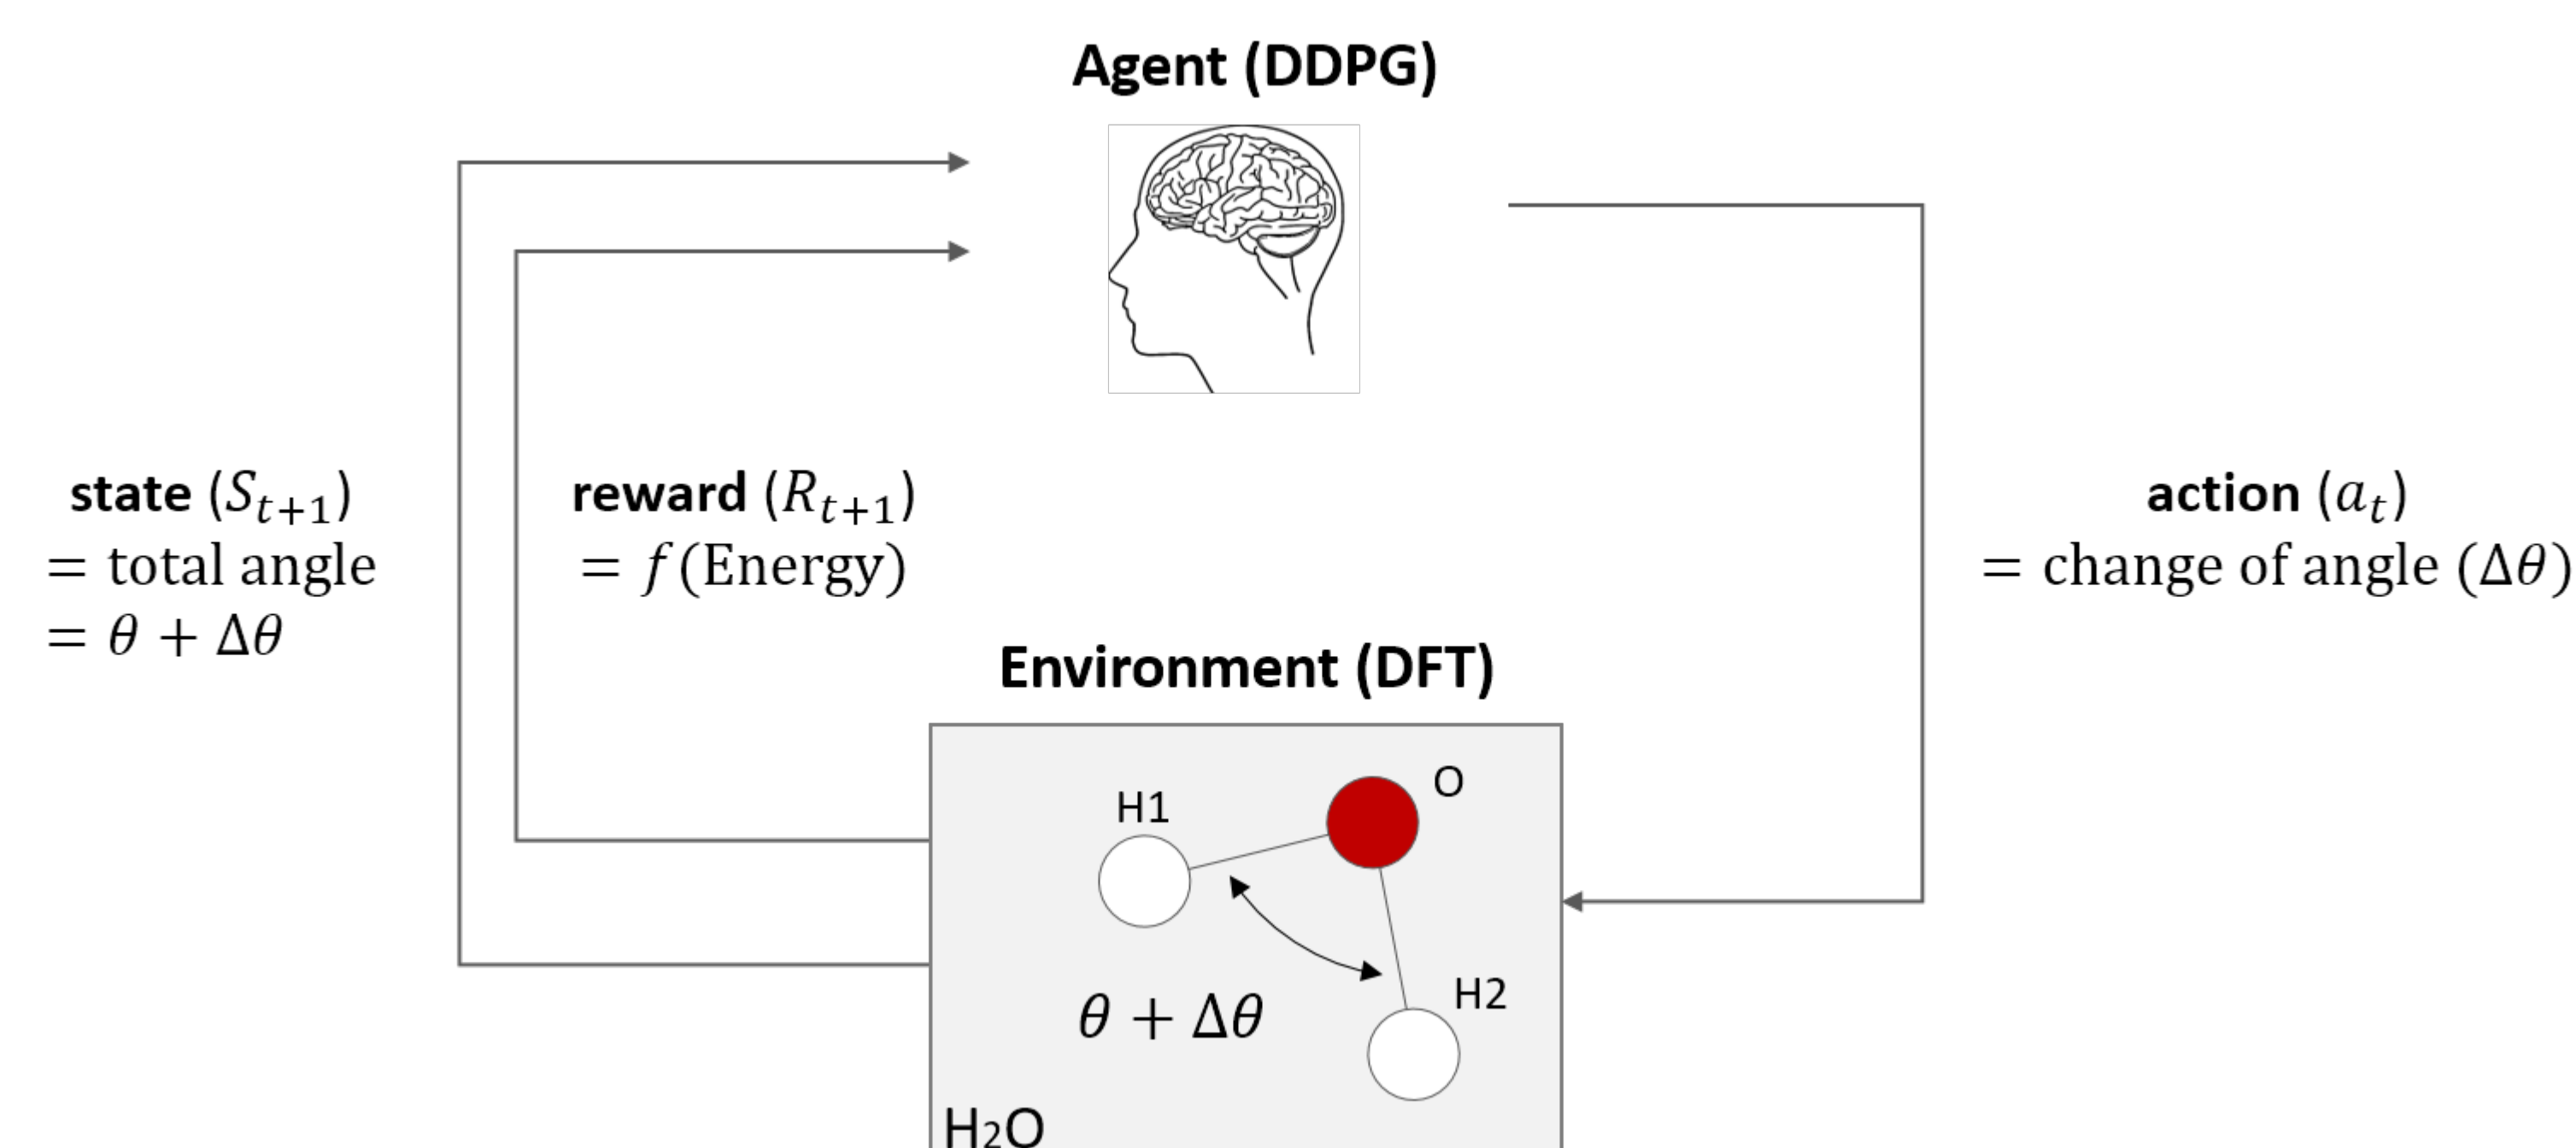 Agent (DDPG)
state (S_{t+1})
= total angle
= θ + Δθ
reward (R_{t+1})
= f(Energy)
action (a_t)
= change of angle (Δθ)
Environment (DFT)
H1
O
H2
θ + Δθ
H₂O